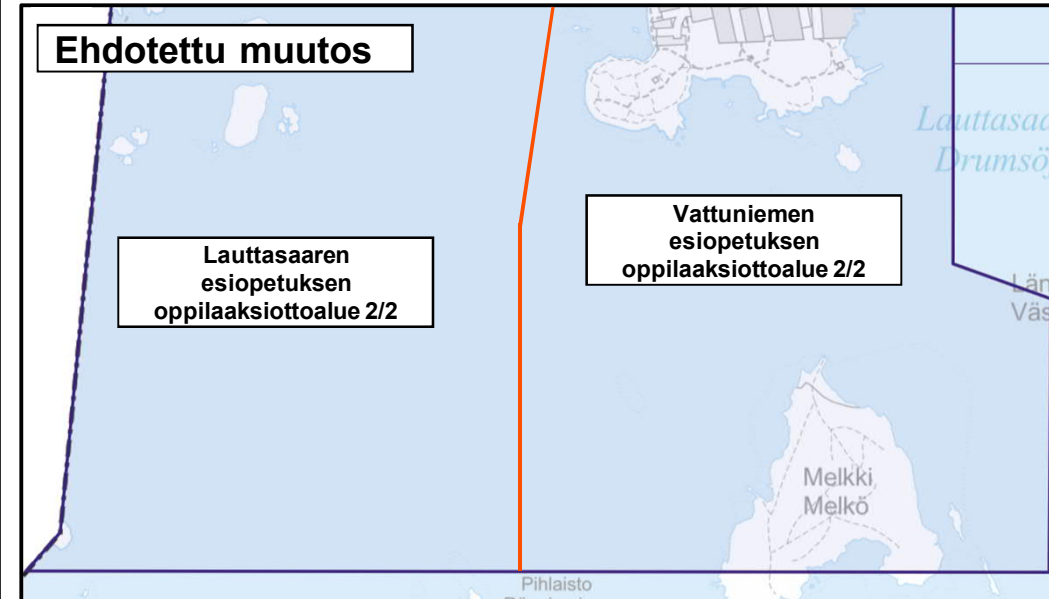 Ehdotettu muutos
Lauttasaaren
esiopetuksen
oppilaaksiottoalue 2/2
Vattuniemen
esiopetuksen
oppilaaksiottoalue 2/2
Melkki
Melkö
Pihlaisto